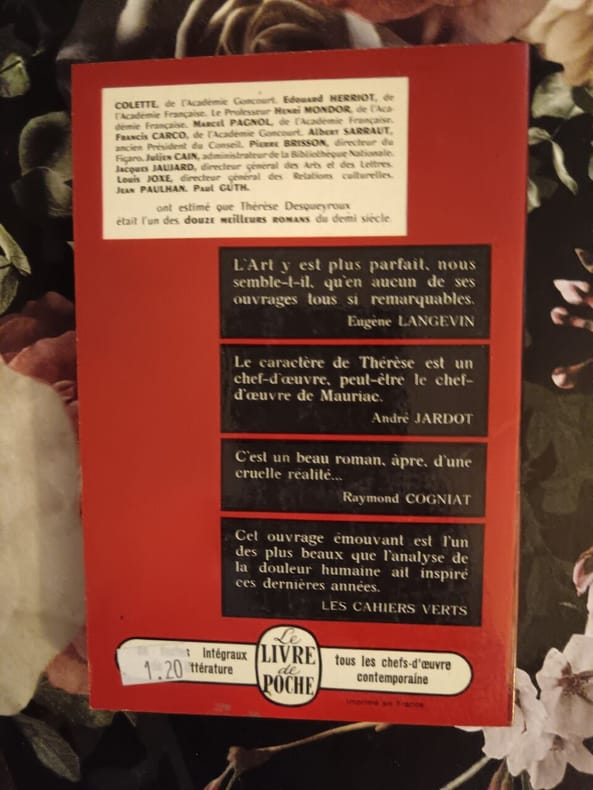 COLETTE, de l'Académie Goncourt. Edouard HERRIOT, de
l'Académie Française. Le Professeur Henri MONDOR, de l'Aca-
démie Française. Marcel PAGNOL, de l'Académie Française.
Francis CARCO, de l'Académie Goncourt. Albert SARRAUT,
ancien Président du Conseil. Pierre BRISSON, directeur du
Figaro. Julien CAIN, administrateur de la Bibliothèque Nationale.
Jacques JAUJARD, directeur général des Arts et des Lettres.
Louis JOXE, directeur général des Relations culturelles.
Jean PAULHAN. Paul GUTH.
ont estimé que Thérèse Desqueyroux
était l'un des DOUZE MEILLEURS ROMANS du demi siècle
L'Art y est plus parfait, nous
semble-t-il, qu'en aucun de ses
ouvrages tous si remarquables.
Eugène LANGEVIN
Le caractère de Thérèse est un
chef-d'œuvre, peut-être le chef-
d'œuvre de Mauriac.
André JARDOT
C'est un beau roman, âpre, d'une
cruelle réalité...
Raymond COGNIAT
Cet ouvrage émouvant est l'un
des plus beaux que l'analyse de
la douleur humaine ait inspiré
ces dernières années.
LES CAHIERS VERTS
Intégraux
1.20 ttérature
Le
LIVRE
de
POCHE
tous les chefs-d'œuvre
contemporaine
Imprimé en France